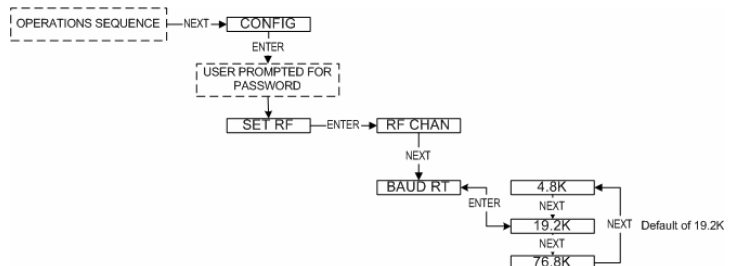 OPERATIONS SEQUENCE NEXT CONFIG
ENTER
USER PROMPTED FOR
PASSWORD
SET RF ENTER RF CHAN
NEXT
BAUD RT 4.8K
ENTER NEXT
19.2K NEXT Default of 19.2K
NEXT
76.8K